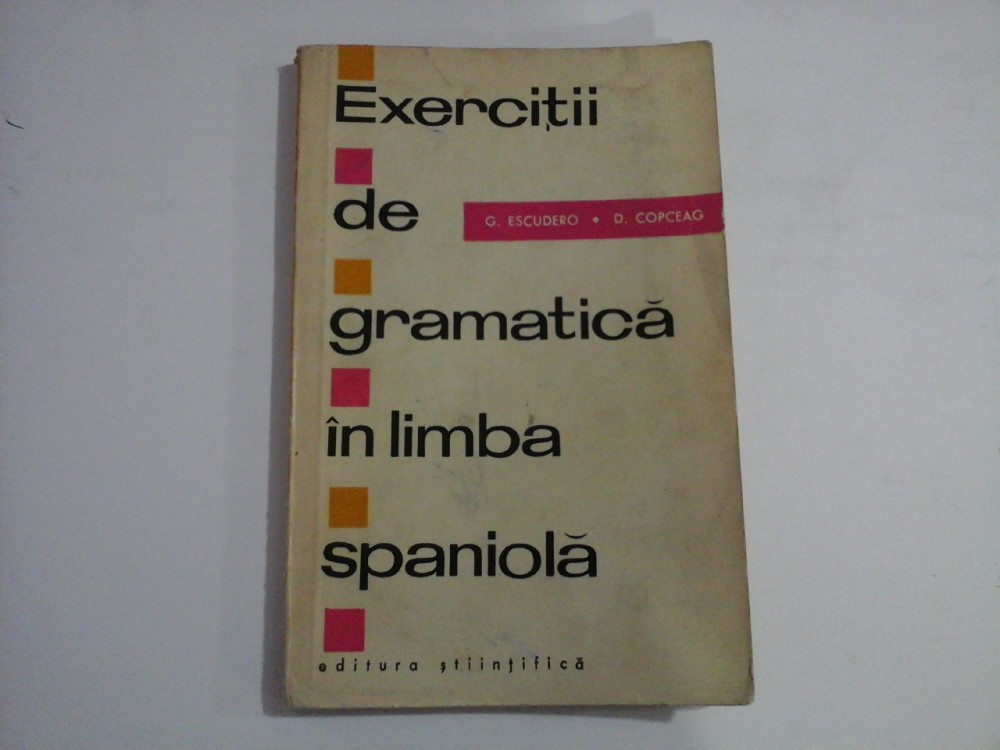 Exerciții
de
G. ESCUDERO • D. COPCEAG
gramatică
în limba
spaniolă
editura științifică